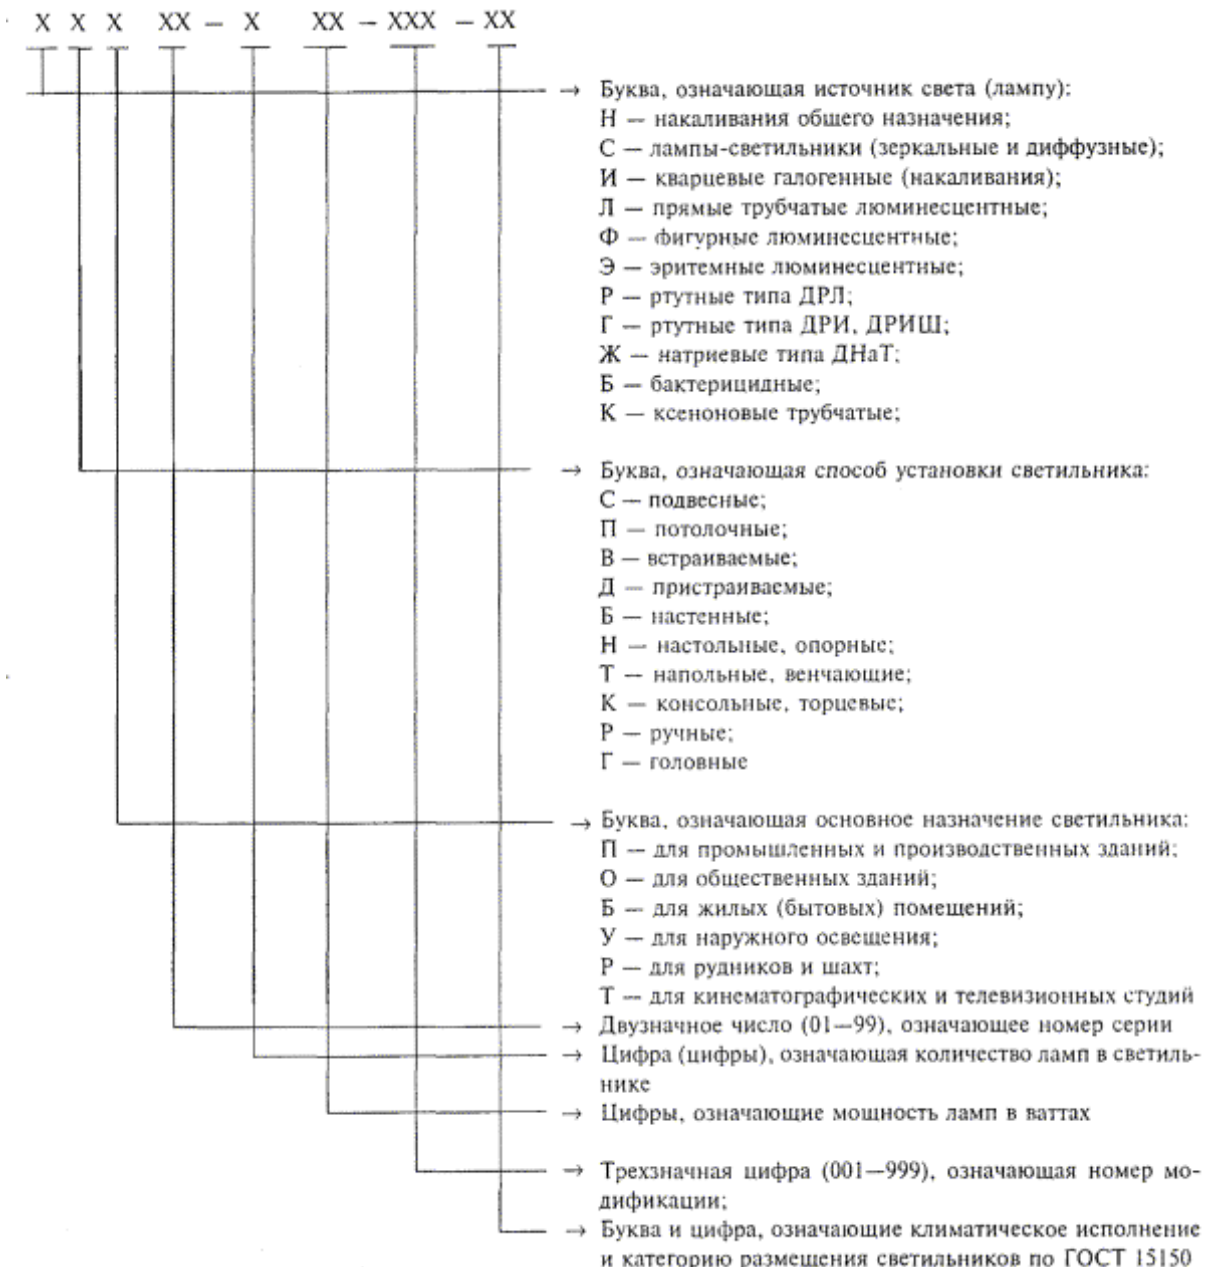 X X X XX — X XX — XXX — XX
→ Буква, означающая источник света (лампу):
Н — накаливания общего назначения;
С — лампы-светильники (зеркальные и диффузные);
И — кварцевые галогенные (накаливания);
Л — прямые трубчатые люминесцентные;
Ф — фигурные люминесцентные;
Э — эритемные люминесцентные;
Р — ртутные типа ДРЛ;
Г — ртутные типа ДРИ, ДРИШ;
Ж — натриевые типа ДНаТ;
Б — бактерицидные;
К — ксеноновые трубчатые;
→ Буква, означающая способ установки светильника:
С — подвесные;
П — потолочные;
В — встраиваемые;
Д — пристраиваемые;
Б — настенные;
Н — настольные, опорные;
Т — напольные, венчающие;
К — консольные, торцевые;
Р — ручные;
Г — головные
→ Буква, означающая основное назначение светильника:
П — для промышленных и производственных зданий;
О — для общественных зданий;
Б — для жилых (бытовых) помещений;
У — для наружного освещения;
Р — для рудников и шахт;
Т — для кинематографических и телевизионных студий
→ Двузначное число (01—99), означающее номер серии
→ Цифра (цифры), означающая количество ламп в светиль-
нике
→ Цифры, означающие мощность ламп в ваттах
→ Трехзначная цифра (001—999), означающая номер мо-
дификации;
→ Буква и цифра, означающие климатическое исполнение
и категорию размещения светильников по ГОСТ 15150